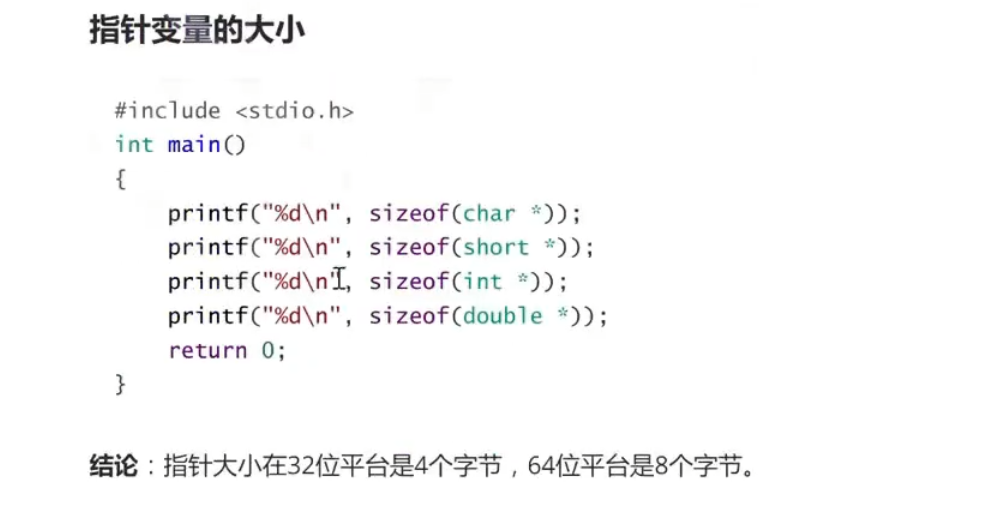 指针变量的大小
#include <stdio.h>
int main()
{
    printf("%d\n", sizeof(char *));
    printf("%d\n", sizeof(short *));
    printf("%d\n", sizeof(int *));
    printf("%d\n", sizeof(double *));
    return 0;
}
结论：指针大小在32位平台是4个字节，64位平台是8个字节。